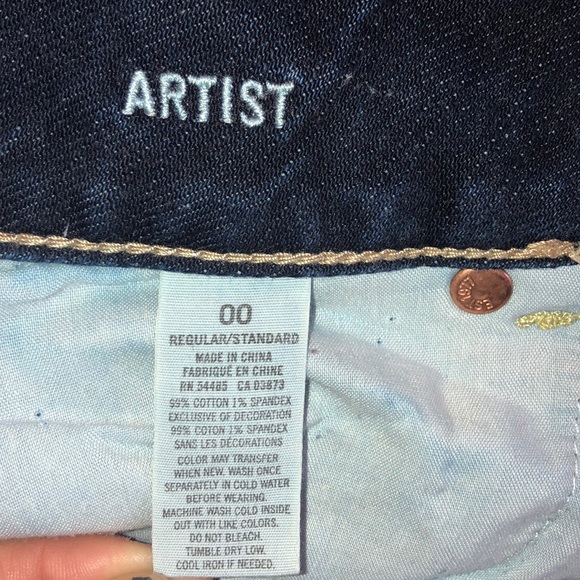 ARTIST
00
REGULAR/STANDARD
MADE IN CHINA
FABRIQUÉ EN CHINE
RN 54485 CA 03873
99% COTTON 1% SPANDEX
EXCLUSIVE OF DECORATION
99% COTTON 1% SPANDEX
SANS LES DÉCORATIONS
COLOR MAY TRANSFER
WHEN NEW. WASH ONCE
SEPARATELY IN COLD WATER
BEFORE WEARING.
MACHINE WASH COLD INSIDE
OUT WITH LIKE COLORS.
DO NOT BLEACH.
TUMBLE DRY LOW.
COOL IRON IF NEEDED.